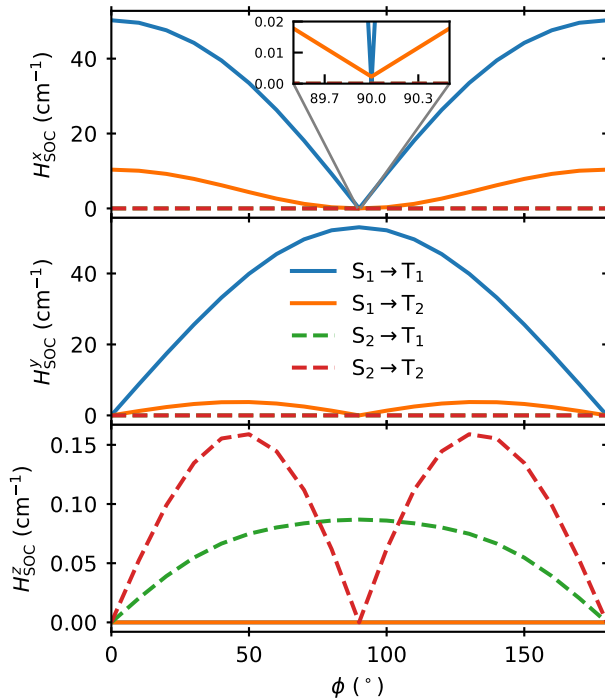 0.02
0.01
0.00
89.7 90.0 90.3
40
20
0
H^x_SOC (cm⁻¹)
40
20
0
H^y_SOC (cm⁻¹)
S₁→T₁
S₁→T₂
S₂→T₁
S₂→T₂
0.15
0.10
0.05
0.00
H^z_SOC (cm⁻¹)
0 50 100 150
ϕ (°)